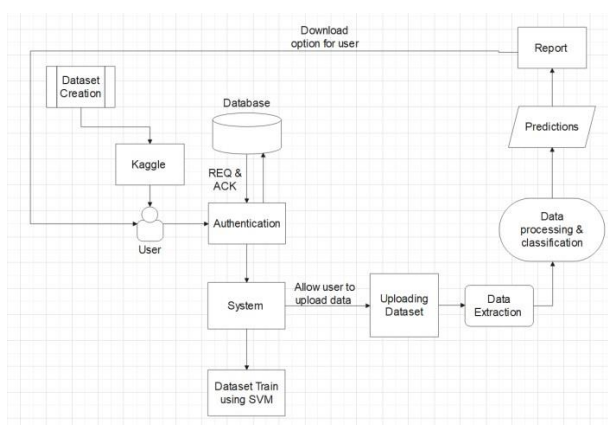 Download
option for user
Report
Dataset
Creation
Database
Predictions
Kaggle
REQ &
ACK
User
Authentication
Data
processing &
classification
System
Allow user to
upload data
Uploading
Dataset
Data
Extraction
Dataset Train
using SVM